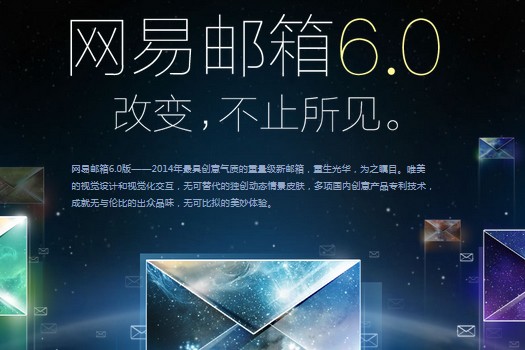 网易邮箱6.0
改变,不止所见。
网易邮箱6.0版——2014年最具创意气质的重量级新邮箱,重生光华,为之瞩目。唯美
的视觉设计和视觉化交互,无可替代的独创动态情景皮肤,多项国内创意产品专利技术,
成就无与伦比的出众品味,无可比拟的美妙体验。